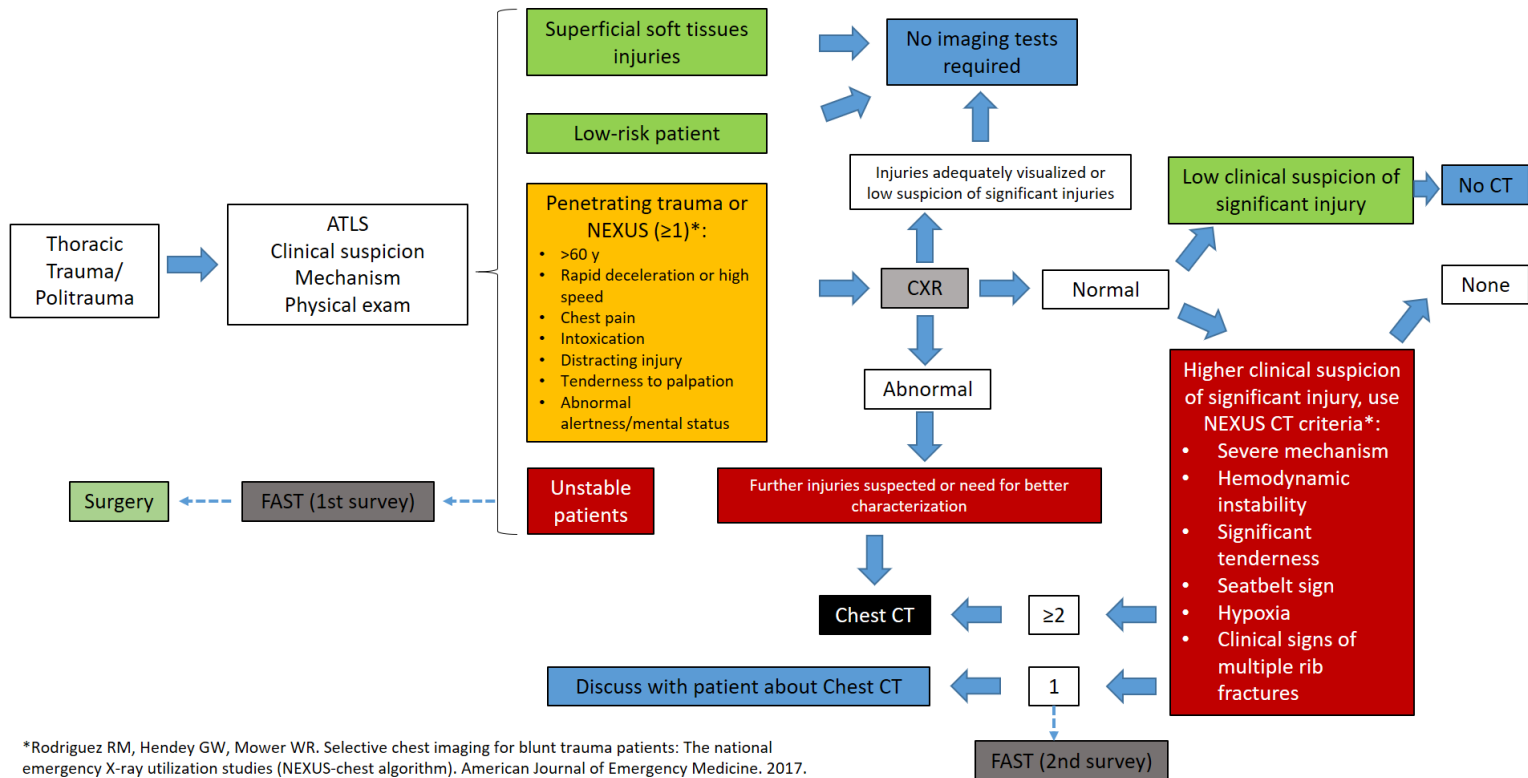 Thoracic
Trauma/
Politrauma
ATLS
Clinical suspicion
Mechanism
Physical exam
Superficial soft tissues
injuries
Low-risk patient
Penetrating trauma or
NEXUS (≥1)*:
• >60 y
• Rapid deceleration or high
speed
• Chest pain
• Intoxication
• Distracting injury
• Tenderness to palpation
• Abnormal
alertness/mental status
Unstable
patients
FAST (1st survey)
Surgery
No imaging tests
required
Injuries adequately visualized or
low suspicion of significant injuries
CXR
Normal
Abnormal
Further injuries suspected or need for better
characterization
Low clinical suspicion of
significant injury
No CT
None
Higher clinical suspicion
of significant injury, use
NEXUS CT criteria*:
• Severe mechanism
• Hemodynamic
instability
• Significant
tenderness
• Seatbelt sign
• Hypoxia
• Clinical signs of
multiple rib
fractures
≥2
Chest CT
1
Discuss with patient about Chest CT
FAST (2nd survey)
*Rodriguez RM, Hendey GW, Mower WR. Selective chest imaging for blunt trauma patients: The national
emergency X-ray utilization studies (NEXUS-chest algorithm). American Journal of Emergency Medicine. 2017.